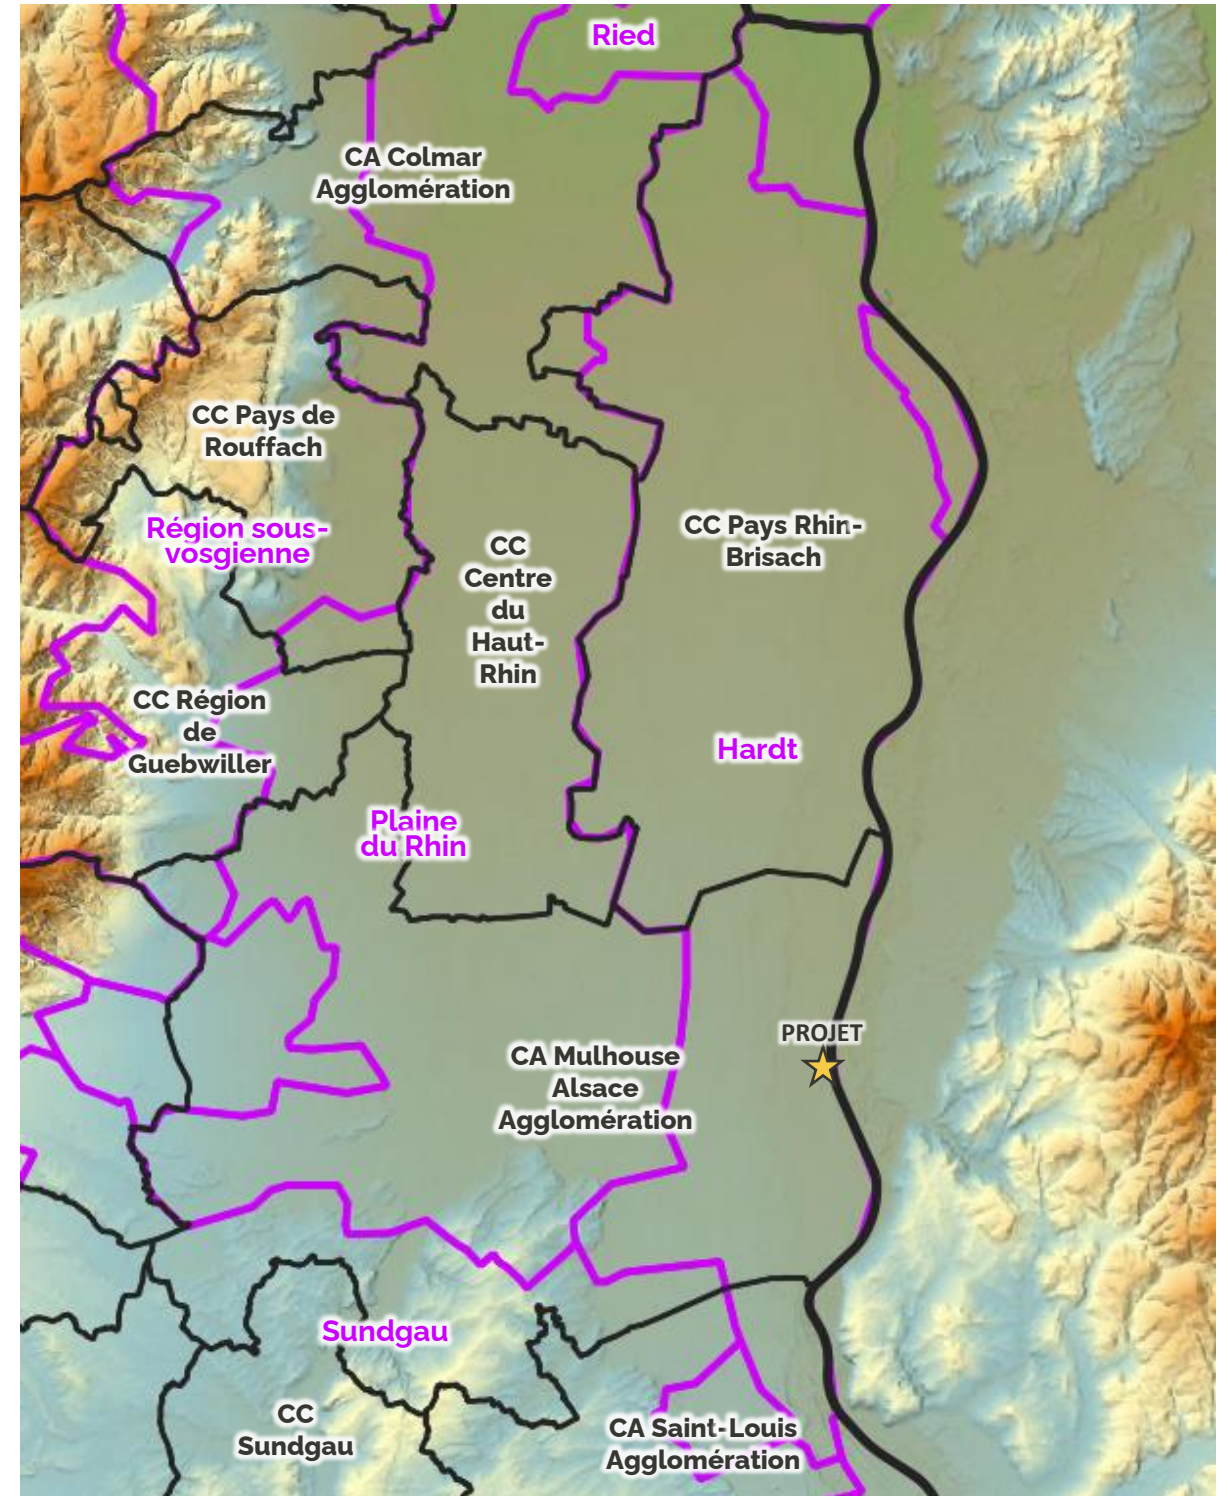 Ried
CA Colmar
Agglomération
CC Pays de
Rouffach
Région sous-
vosgienne
CC
Centre
du
Haut-
Rhin
CC Pays Rhin-
Brisach
CC Région
de
Guebwiller
Hardt
Plaine
du Rhin
PROJET
CA Mulhouse
Alsace
Agglomération
Sundgau
CC
Sundgau
CA Saint-Louis
Agglomération